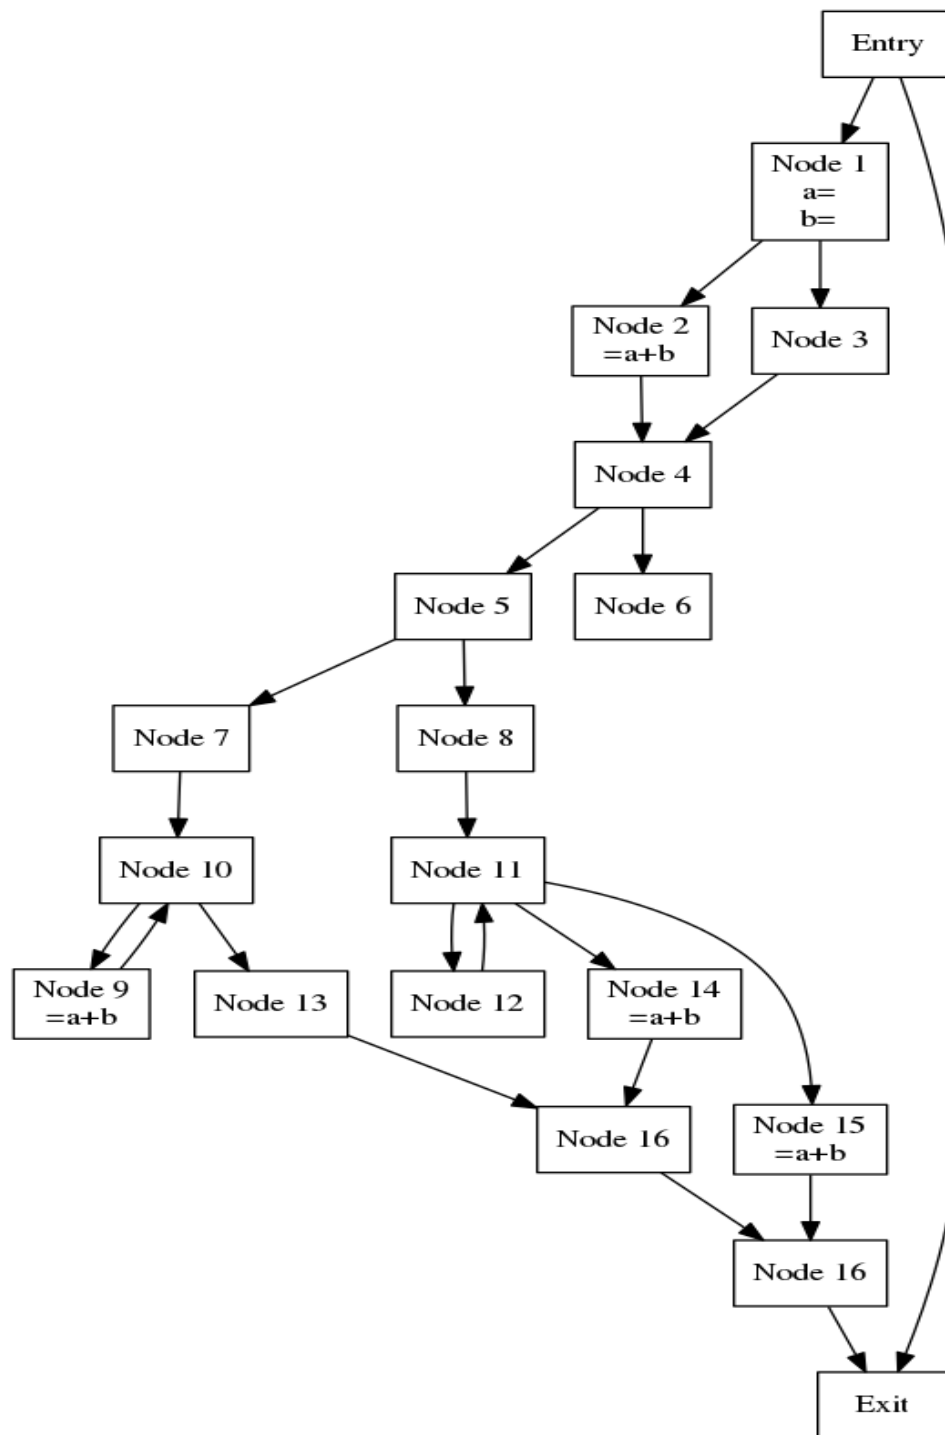 Entry
Node 1
a=
b=
Node 2
=a+b
Node 3
Node 4
Node 5
Node 6
Node 7
Node 8
Node 10
Node 11
Node 9
=a+b
Node 13
Node 12
Node 14
=a+b
Node 16
Node 15
=a+b
Node 16
Exit